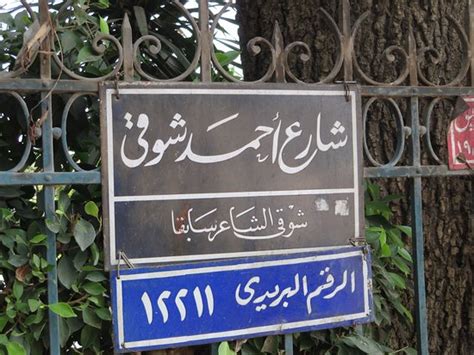 شارع أحمد شوقي
شوقي الشاعر سابقا
الرقم البريدي
١٢٢١١